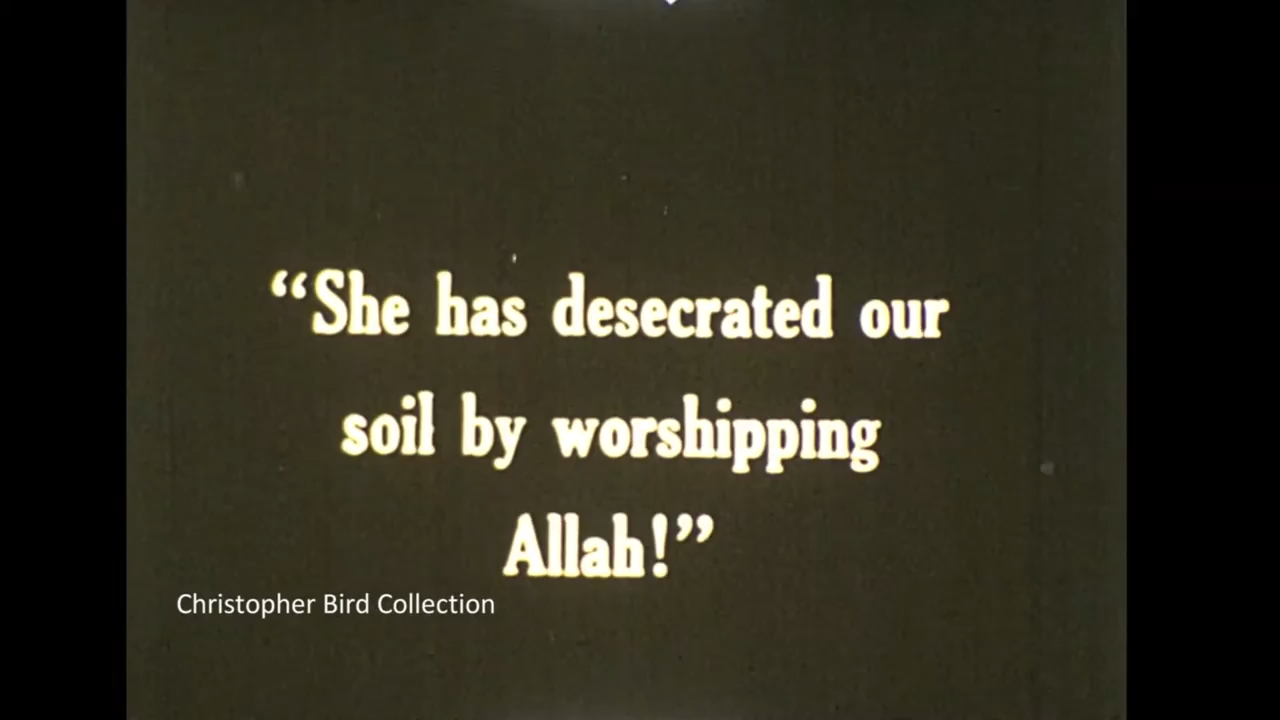 “She has desecrated our
soil by worshipping
Allah!”
Christopher Bird Collection